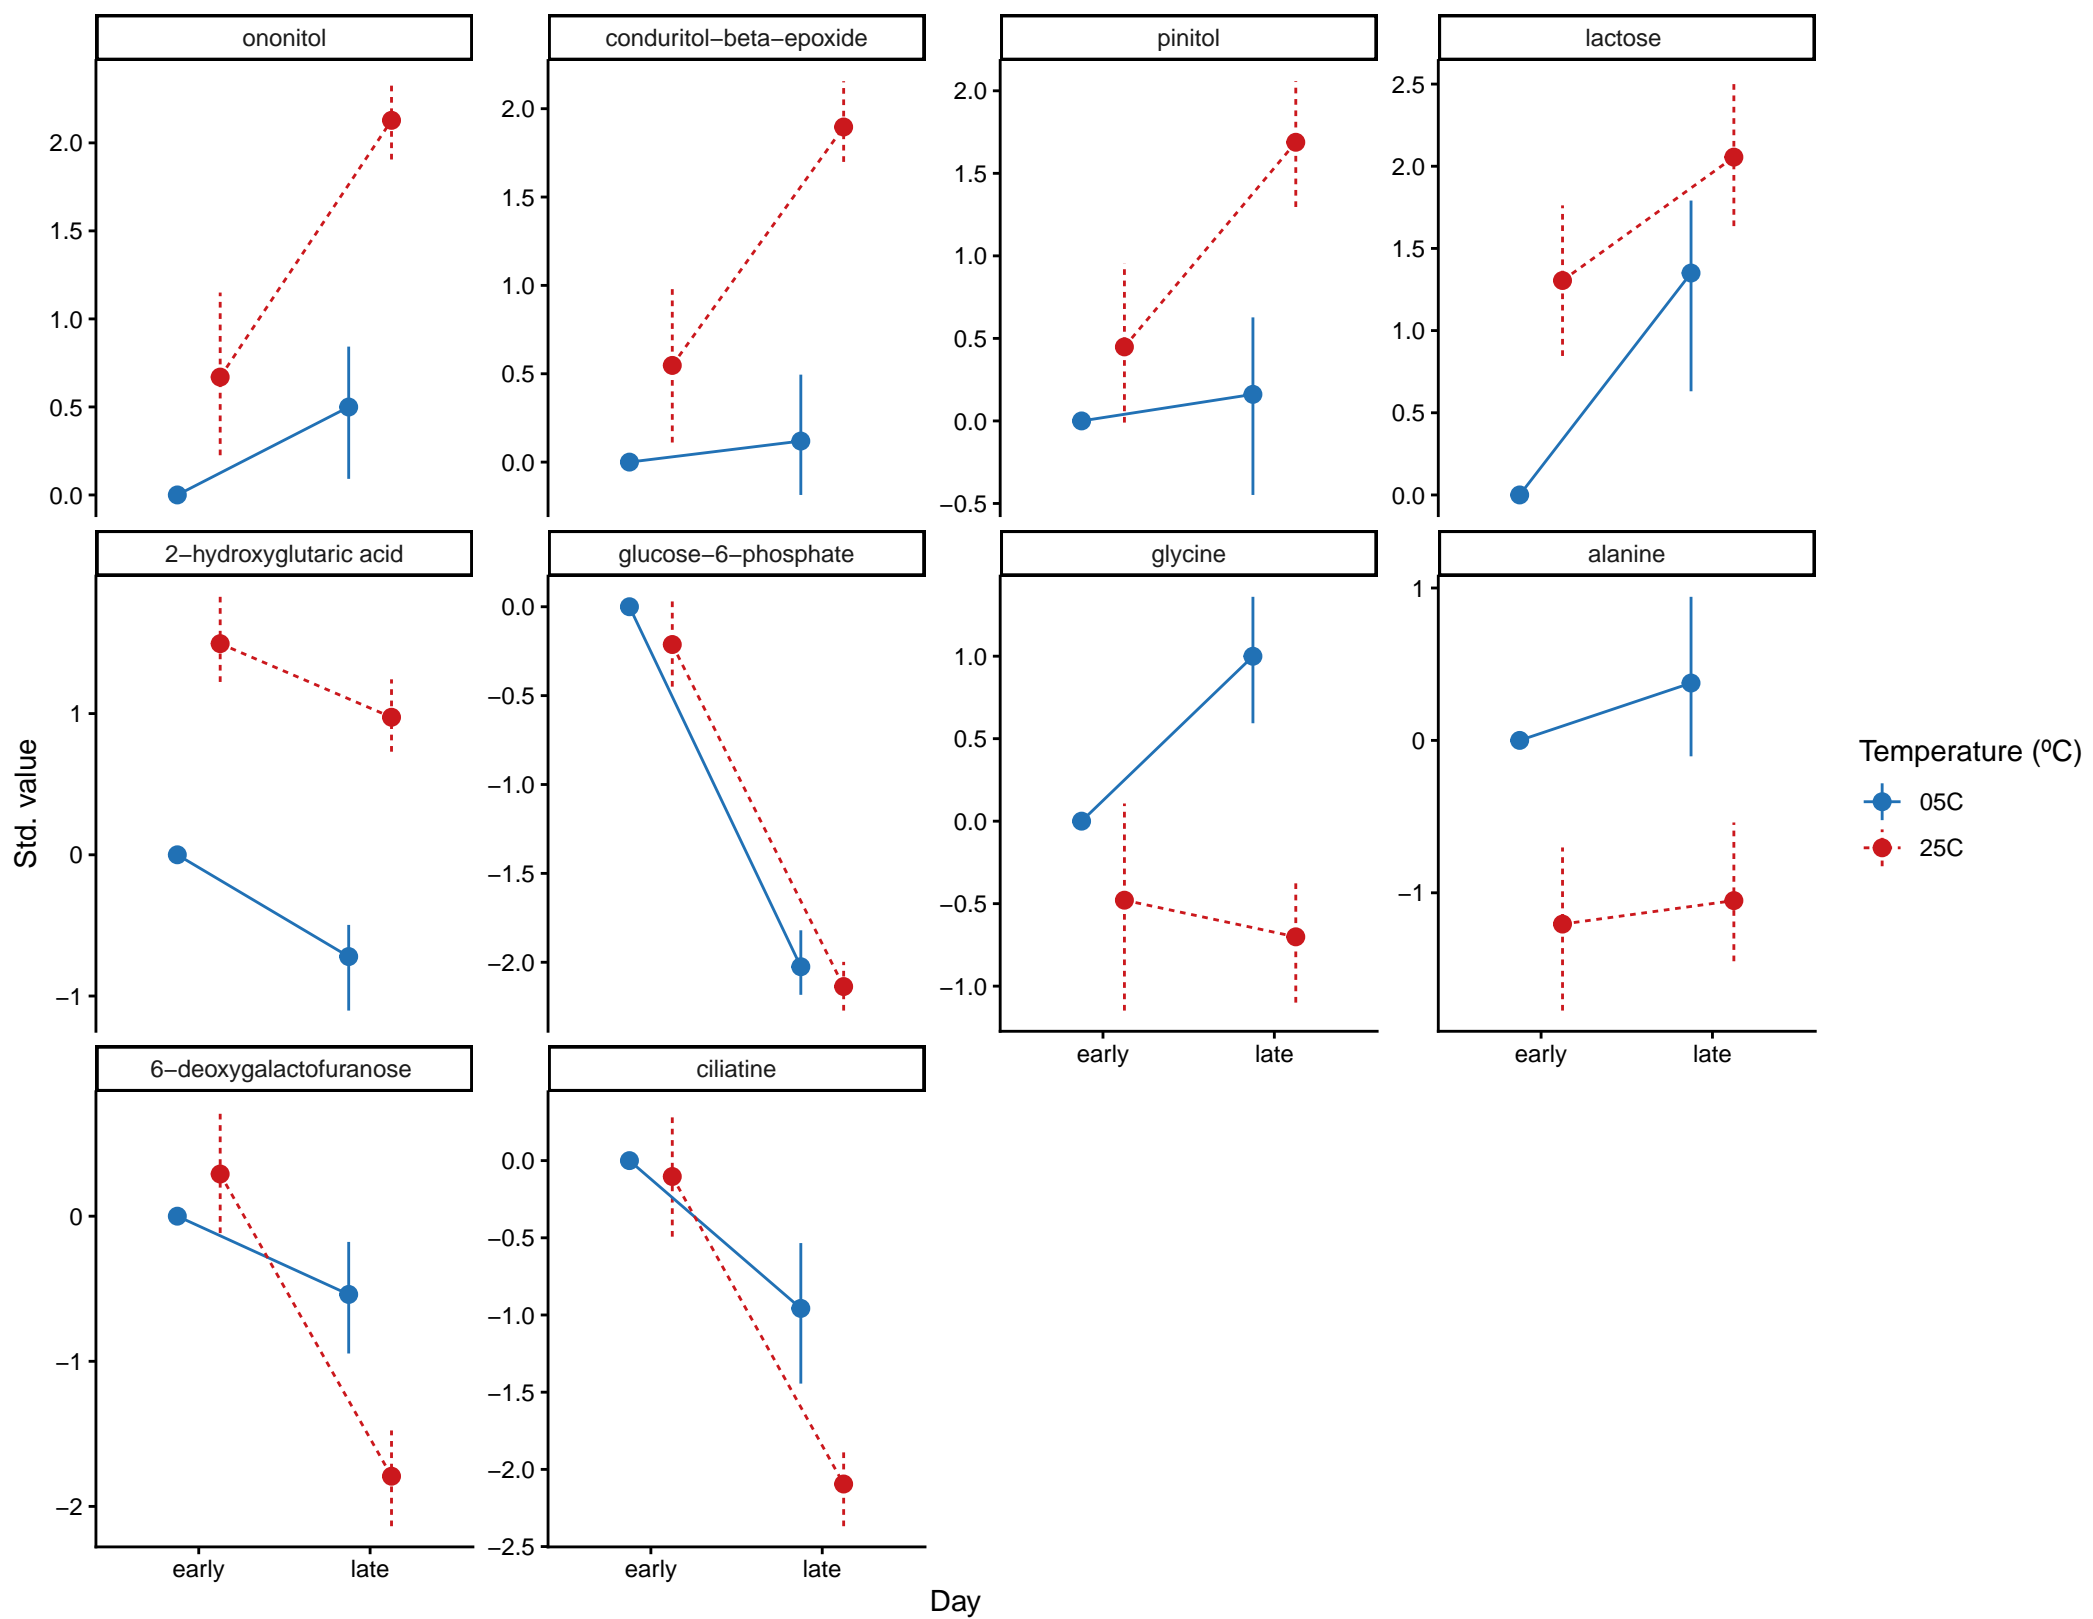 ononitol
conduritol−beta−epoxide
pinitol
lactose
2.0
1.5
1.0
0.5
0.0
2.0
1.5
1.0
0.5
0.0
2.0
1.5
1.0
0.5
0.0
−0.5
2.5
2.0
1.5
1.0
0.5
0.0
2−hydroxyglutaric acid
glucose−6−phosphate
glycine
alanine
1
0
−1
0.0
−0.5
−1.0
−1.5
−2.0
1.0
0.5
0.0
−0.5
−1.0
early
late
1
0
−1
early
late
6−deoxygalactofuranose
ciliatine
0
−1
−2
early
late
0.0
−0.5
−1.0
−1.5
−2.0
−2.5
early
late
Std. value
Day
Temperature (ºC)
05C
25C